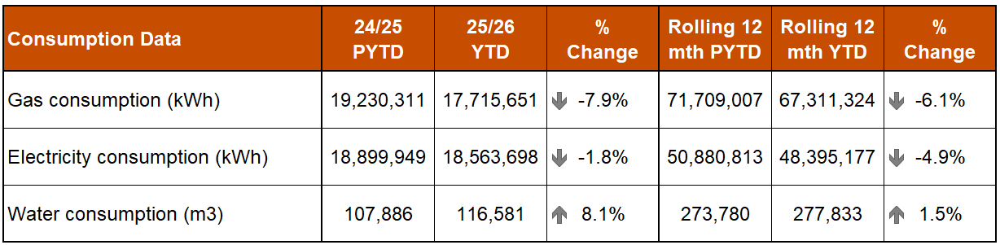 Consumption Data 24/25 PYTD 25/26 YTD % Change Rolling 12 mth PYTD Rolling 12 mth YTD % Change
Gas consumption (kWh) 19,230,311 17,715,651 -7.9% 71,709,007 67,311,324 -6.1%
Electricity consumption (kWh) 18,899,949 18,563,698 -1.8% 50,880,813 48,395,177 -4.9%
Water consumption (m3) 107,886 116,581 8.1% 273,780 277,833 1.5%